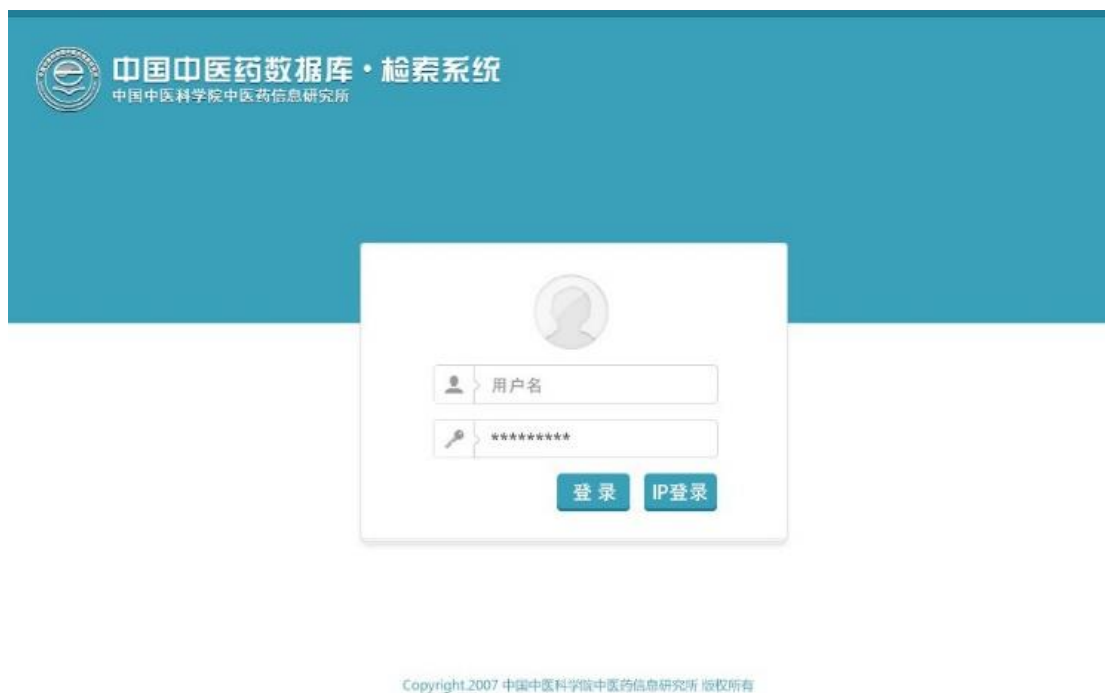 中国中医药数据库·检索系统
中国中医科学院中医药信息研究所
用户名
*********
登 录
IP登录
Copyright.2007 中国中医科学院中医药信息研究所 版权所有